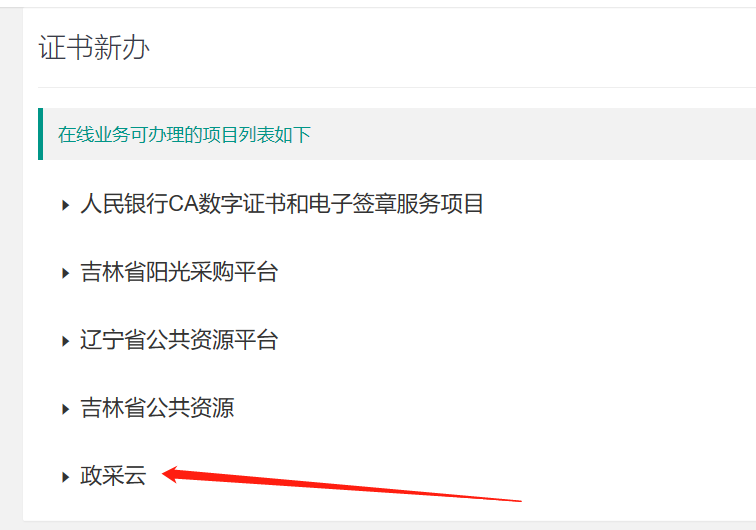 证书新办
在线业务可办理的项目列表如下
人民银行CA数字证书和电子签章服务项目
吉林省阳光采购平台
辽宁省公共资源平台
吉林省公共资源
政采云